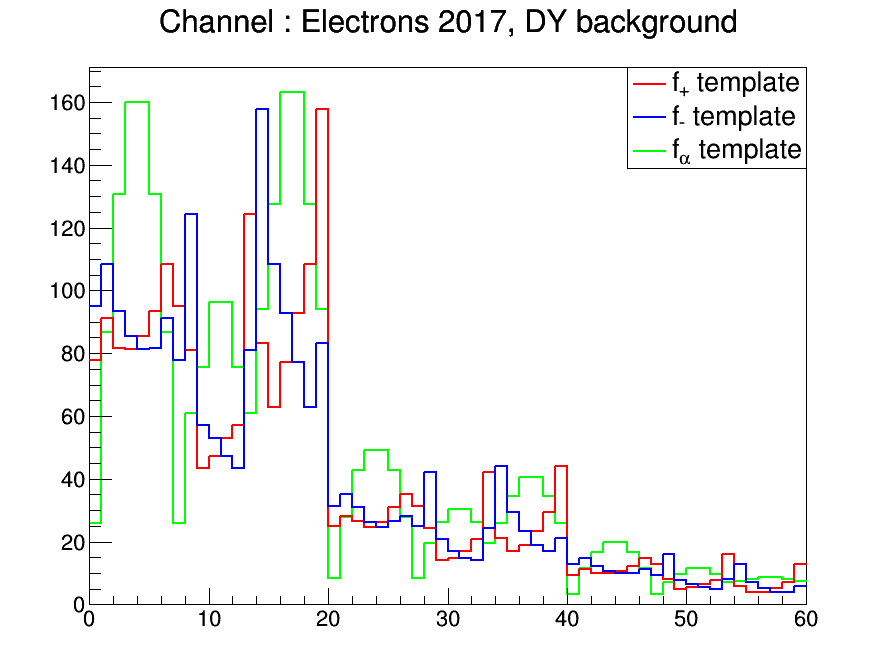 Channel : Electrons 2017, DY background
f₊ template
f₋ template
f_α template
160
140
120
100
80
60
40
20
0
0 10 20 30 40 50 60